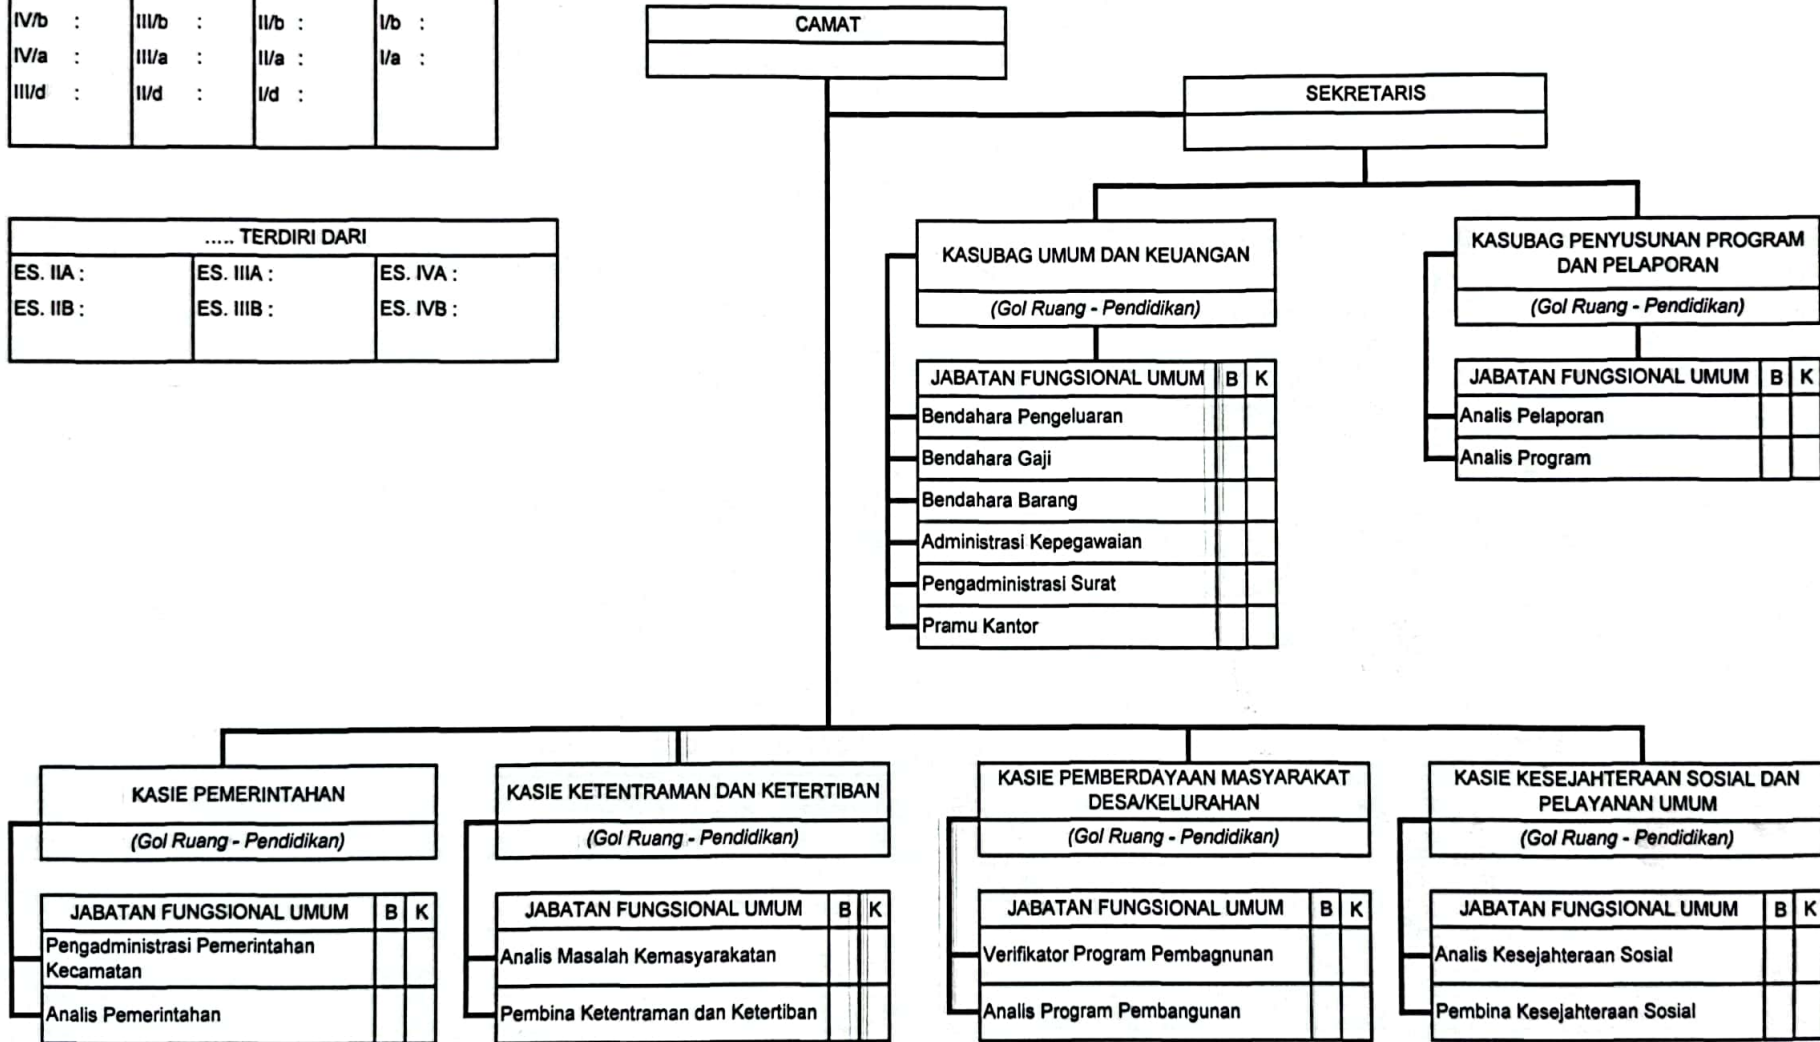 IV/b : III/b : II/b : I/b :
IV/a : III/a : II/a : I/a :
III/d : II/d : I/d :
CAMAT
SEKRETARIS
..... TERDIRI DARI
ES. IIA : ES. IIIA : ES. IVA :
ES. IIB : ES. IIIB : ES. IVB :
KASUBAG UMUM DAN KEUANGAN
(Gol Ruang - Pendidikan)
JABATAN FUNGSIONAL UMUM B K
Bendahara Pengeluaran
Bendahara Gaji
Bendahara Barang
Administrasi Kepegawaian
Pengadministrasi Surat
Pramu Kantor
KASUBAG PENYUSUNAN PROGRAM
DAN PELAPORAN
(Gol Ruang - Pendidikan)
JABATAN FUNGSIONAL UMUM B K
Analis Pelaporan
Analis Program
KASIE PEMERINTAHAN
(Gol Ruang - Pendidikan)
JABATAN FUNGSIONAL UMUM B K
Pengadministrasi Pemerintahan
Kecamatan
Analis Pemerintahan
KASIE KETENTRAMAN DAN KETERTIBAN
(Gol Ruang - Pendidikan)
JABATAN FUNGSIONAL UMUM B K
Analis Masalah Kemasyarakatan
Pembina Ketentraman dan Ketertiban
KASIE PEMBERDAYAAN MASYARAKAT
DESA/KELURAHAN
(Gol Ruang - Pendidikan)
JABATAN FUNGSIONAL UMUM B K
Verifikator Program Pembagnunan
Analis Program Pembangunan
KASIE KESEJAHTERAAN SOSIAL DAN
PELAYANAN UMUM
(Gol Ruang - Pendidikan)
JABATAN FUNGSIONAL UMUM B K
Analis Kesejahteraan Sosial
Pembina Kesejahteraan Sosial